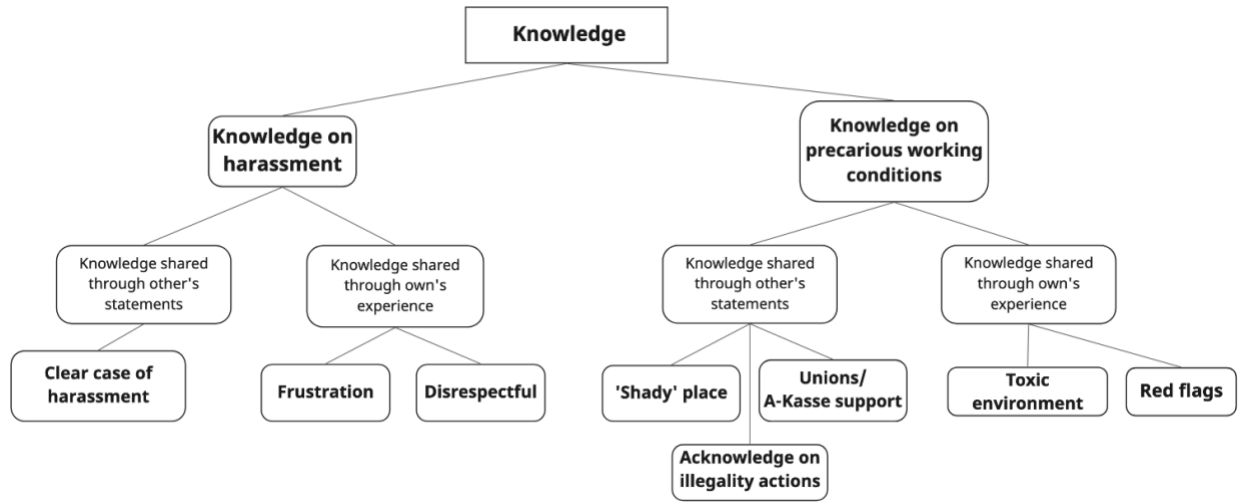 Knowledge
Knowledge on
harassment
Knowledge on
precarious working
conditions
Knowledge shared
through other's
statements
Knowledge shared
through own's
experience
Knowledge shared
through other's
statements
Knowledge shared
through own's
experience
Clear case of
harassment
Frustration
Disrespectful
'Shady' place
Unions/
A-Kasse support
Toxic
environment
Red flags
Acknowledge on
illegality actions